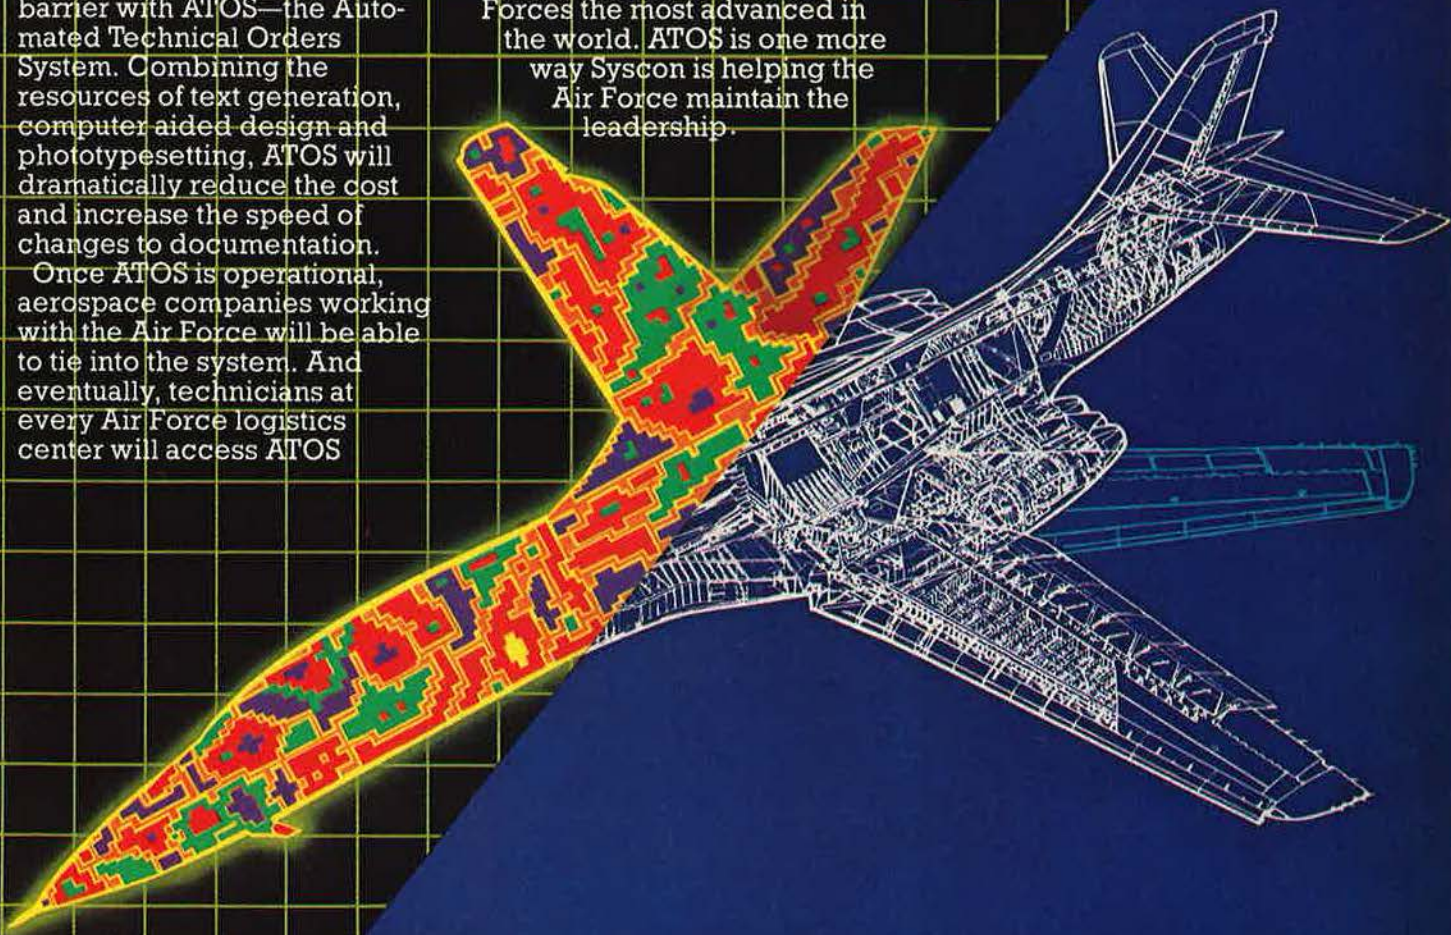 barrier with ATOS—the Auto-
mated Technical Orders
System. Combining the
resources of text generation,
computer aided design and
phototypesetting, ATOS will
dramatically reduce the cost
and increase the speed of
changes to documentation.
Once ATOS is operational,
aerospace companies working
with the Air Force will be able
to tie into the system. And
eventually, technicians at
every Air Force logistics
center will access ATOS
Forces the most advanced in
the world. ATOS is one more
way Syscon is helping the
Air Force maintain the
leadership.